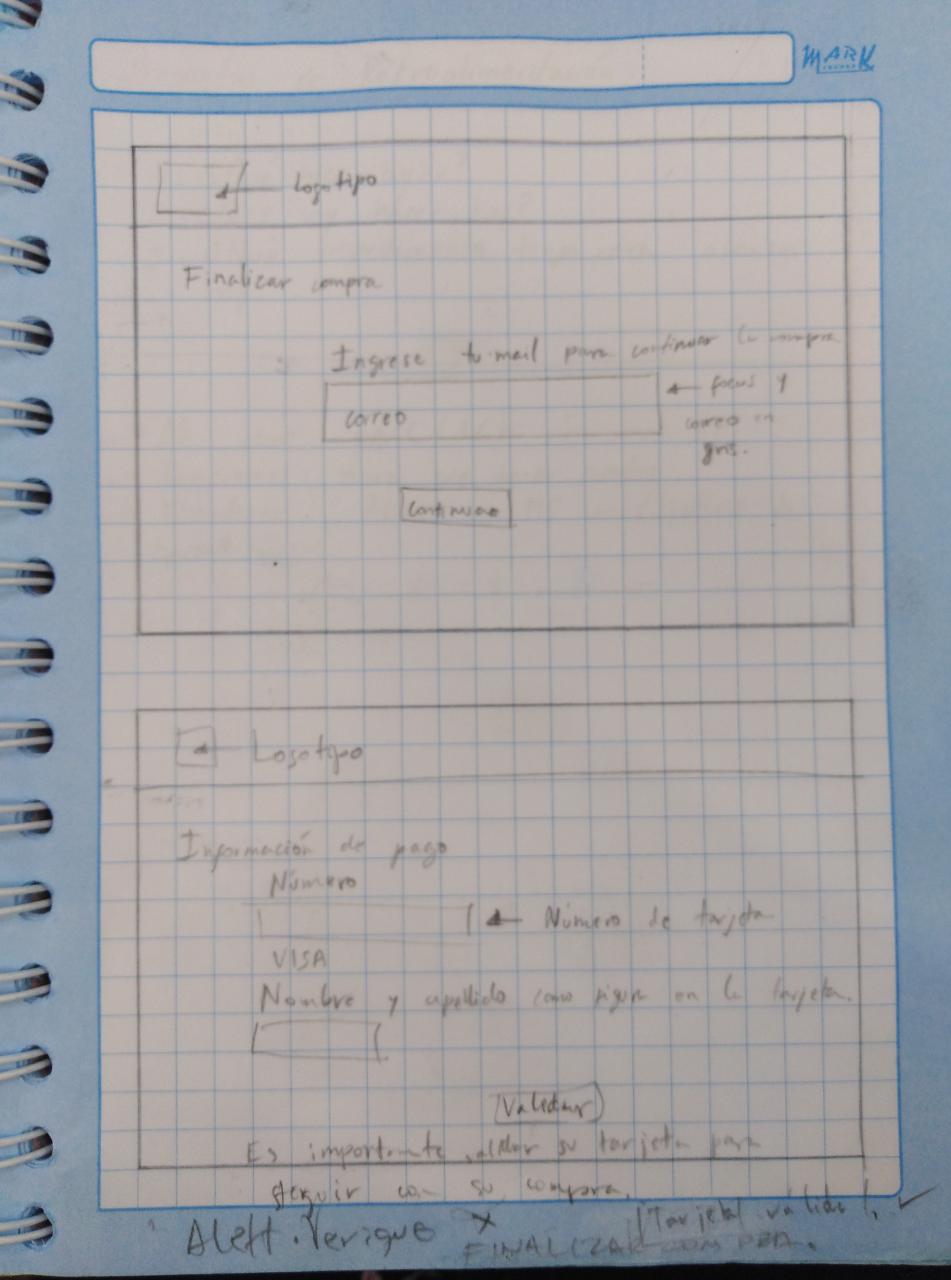 MARK
Logotipo
Finalizar compra
Ingrese tu mail para continuar la compra
correo
focus y
correo en
gris.
continuar
Logotipo
Información de pago
Número
Número de tarjeta
VISA
Nombre y apellido como figura en la tarjeta.
Validar
Es importante validar su tarjeta para
seguir con su compra.
Tarjeta válida
FINALIZAR COMPRA.